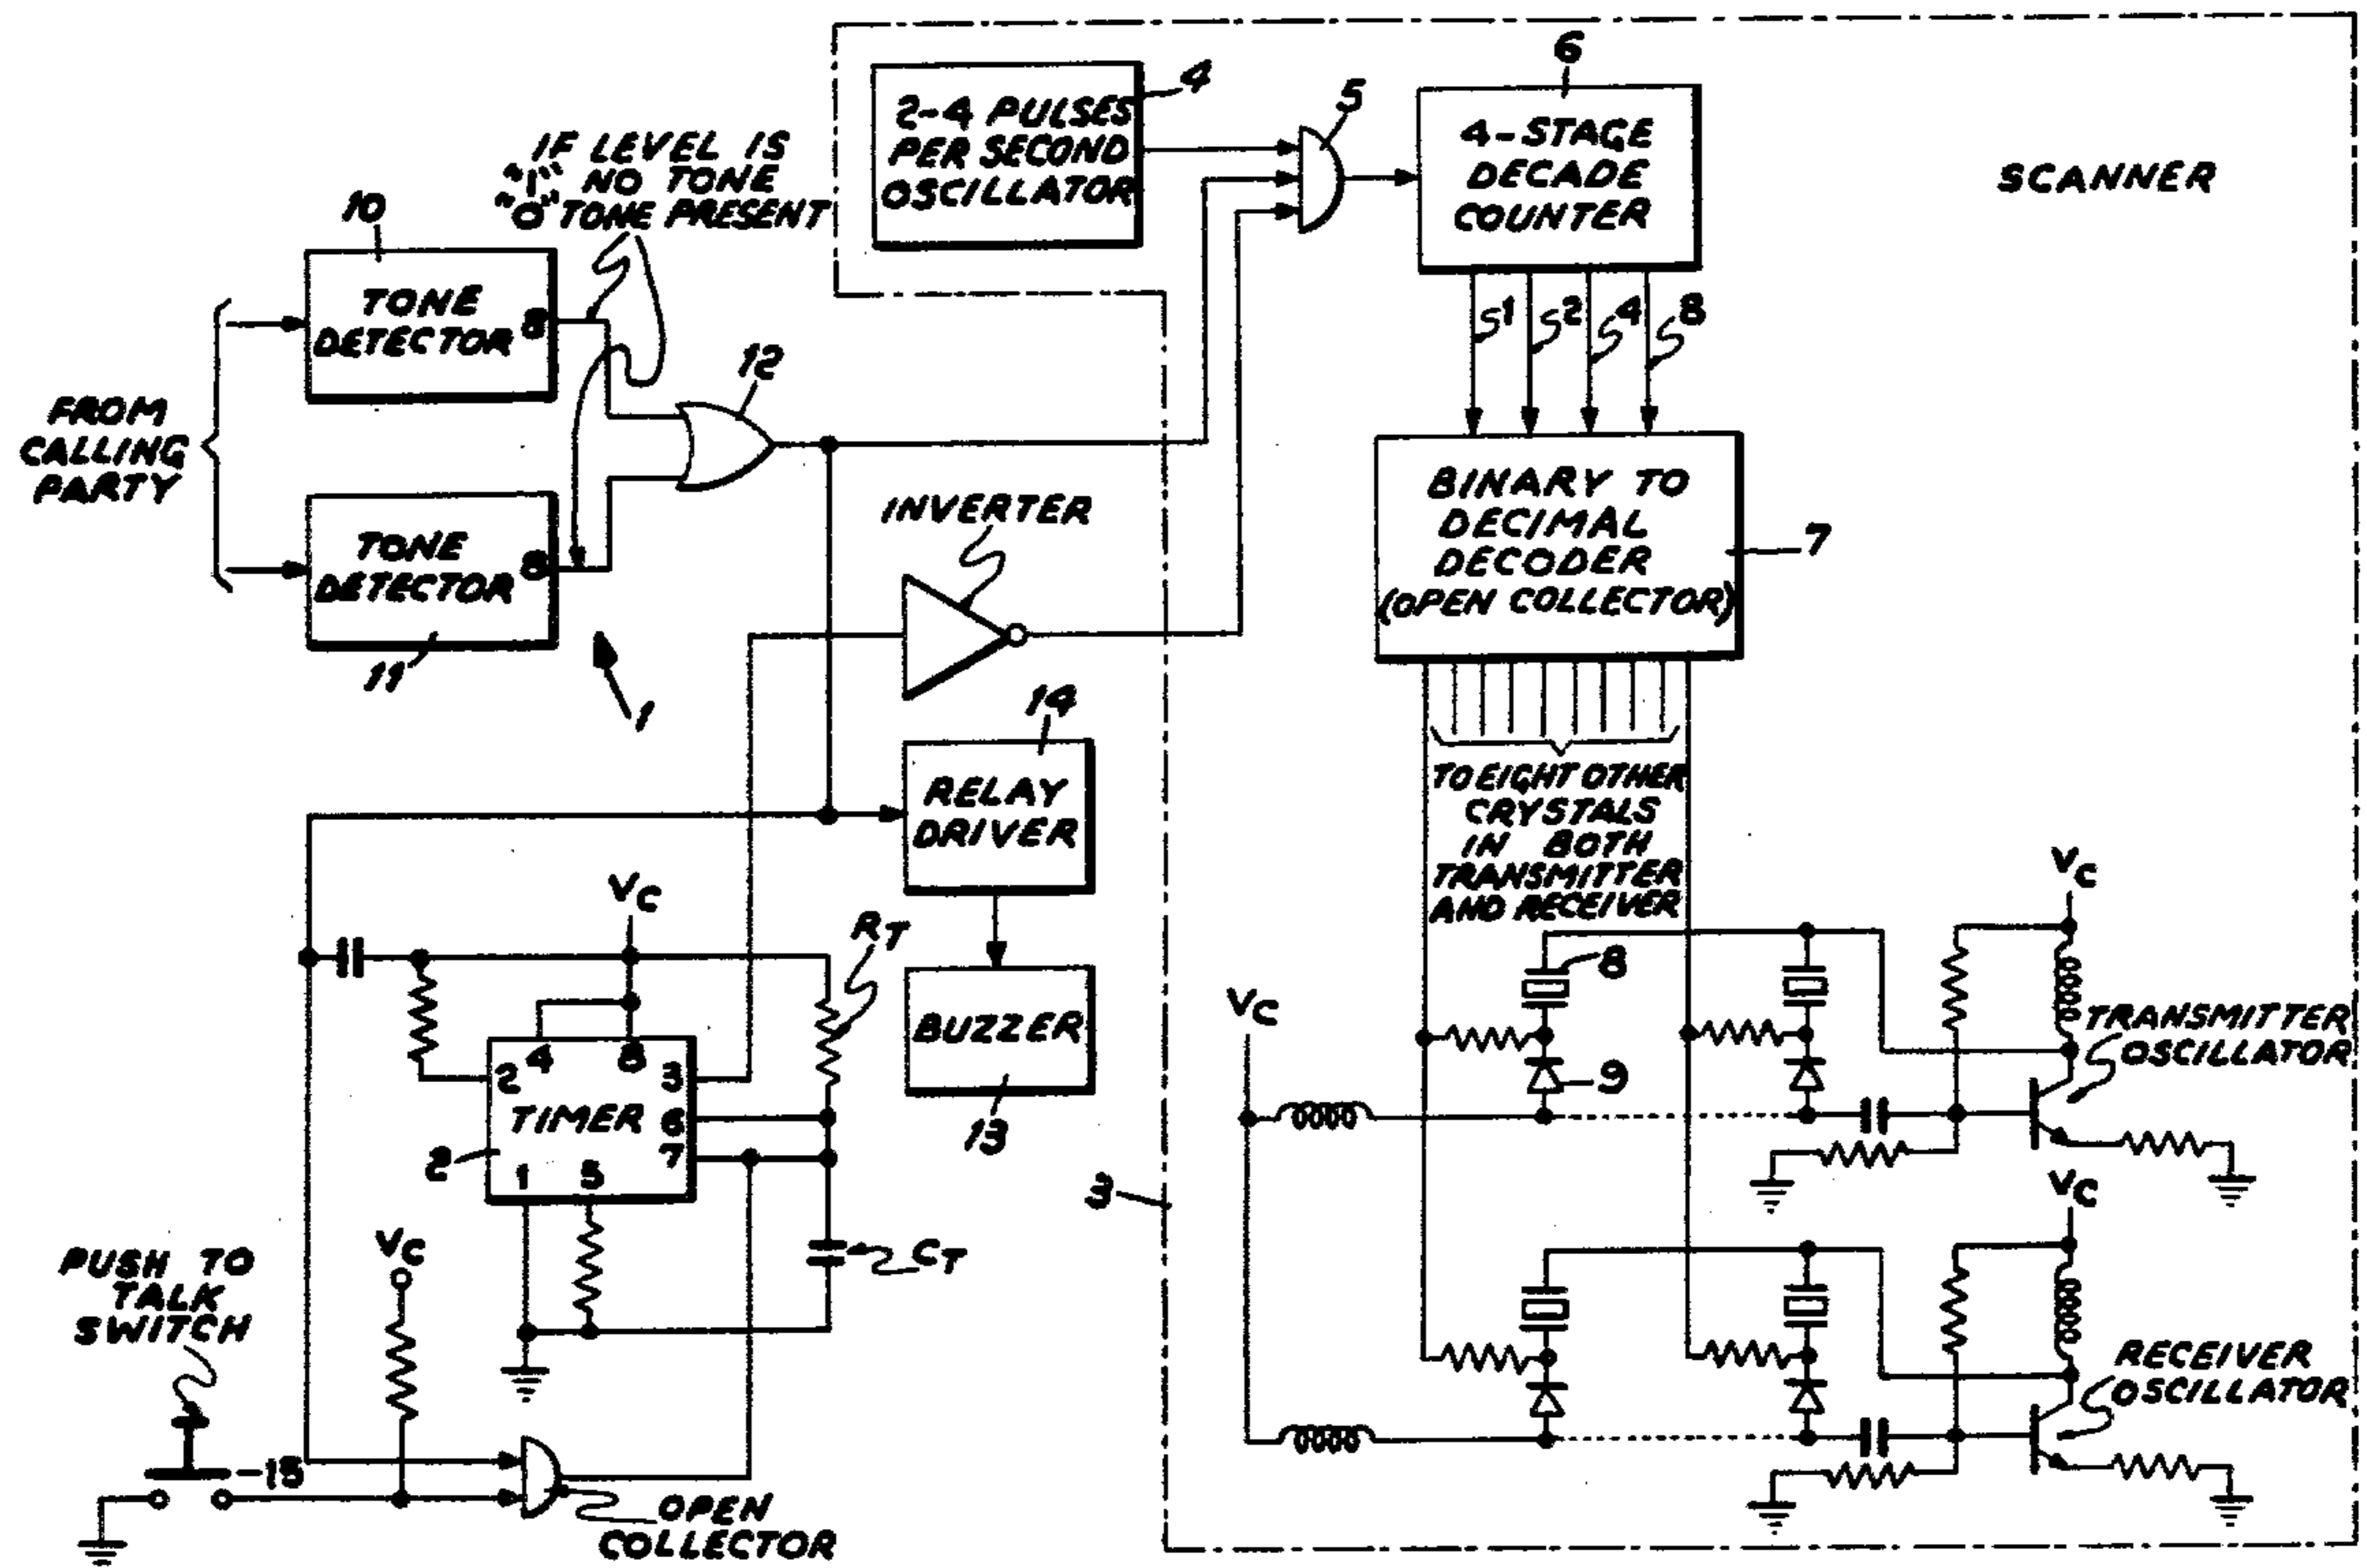 6
4
2-4 PULSES
PER SECOND
OSCILLATOR
5
4-STAGE
DECADE
COUNTER
SCANNER
IF LEVEL IS
"1" NO TONE
"0" TONE PRESENT
10
TONE
DETECTOR
8
1
2
4
8
12
FROM
CALLING
PARTY
TONE
DETECTOR
8
11
1
INVERTER
BINARY TO
DECIMAL
DECODER
(OPEN COLLECTOR)
7
14
RELAY
DRIVER
TO EIGHT OTHER
CRYSTALS
IN BOTH
TRANSMITTER
AND RECEIVER
VC
RT
BUZZER
13
VC
8
9
VC
TRANSMITTER
OSCILLATOR
2
4
8
3
TIMER
6
7
1
5
2
CT
3
VC
VC
PUSH TO
TALK
SWITCH
15
OPEN
COLLECTOR
RECEIVER
OSCILLATOR